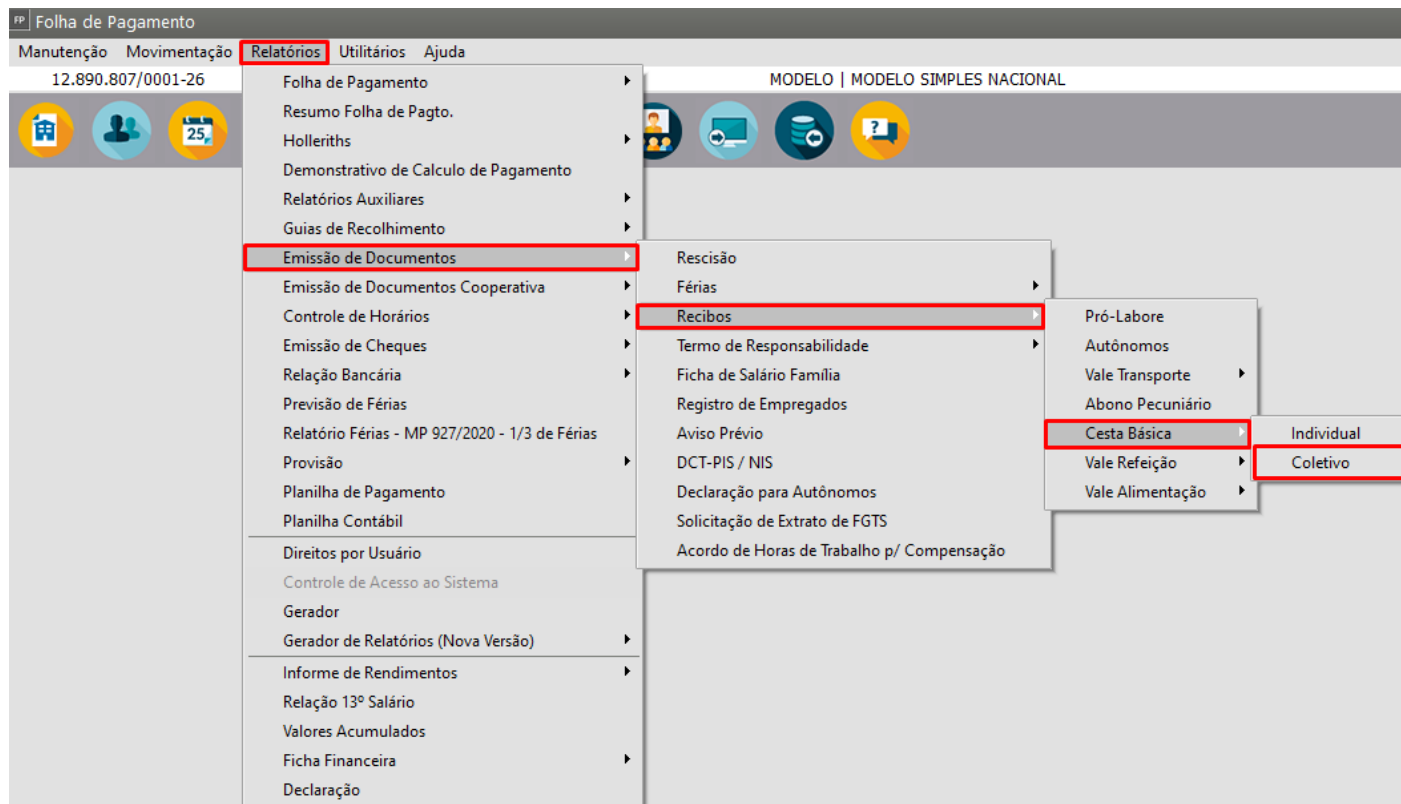 FP Folha de Pagamento
Manutenção Movimentação Relatórios Utilitários Ajuda
12.890.807/0001-26 MODELO | MODELO SIMPLES NACIONAL
25
?
Folha de Pagamento
Resumo Folha de Pagto.
Holleriths
Demonstrativo de Calculo de Pagamento
Relatórios Auxiliares
Guias de Recolhimento
Emissão de Documentos
Emissão de Documentos Cooperativa
Controle de Horários
Emissão de Cheques
Relação Bancária
Previsão de Férias
Relatório Férias - MP 927/2020 - 1/3 de Férias
Provisão
Planilha de Pagamento
Planilha Contábil
Direitos por Usuário
Controle de Acesso ao Sistema
Gerador
Gerador de Relatórios (Nova Versão)
Informe de Rendimentos
Relação 13º Salário
Valores Acumulados
Ficha Financeira
Declaração
Rescisão
Férias
Recibos
Termo de Responsabilidade
Ficha de Salário Família
Registro de Empregados
Aviso Prévio
DCT-PIS / NIS
Declaração para Autônomos
Solicitação de Extrato de FGTS
Acordo de Horas de Trabalho p/ Compensação
Pró-Labore
Autônomos
Vale Transporte
Abono Pecuniário
Cesta Básica
Vale Refeição
Vale Alimentação
Individual
Coletivo